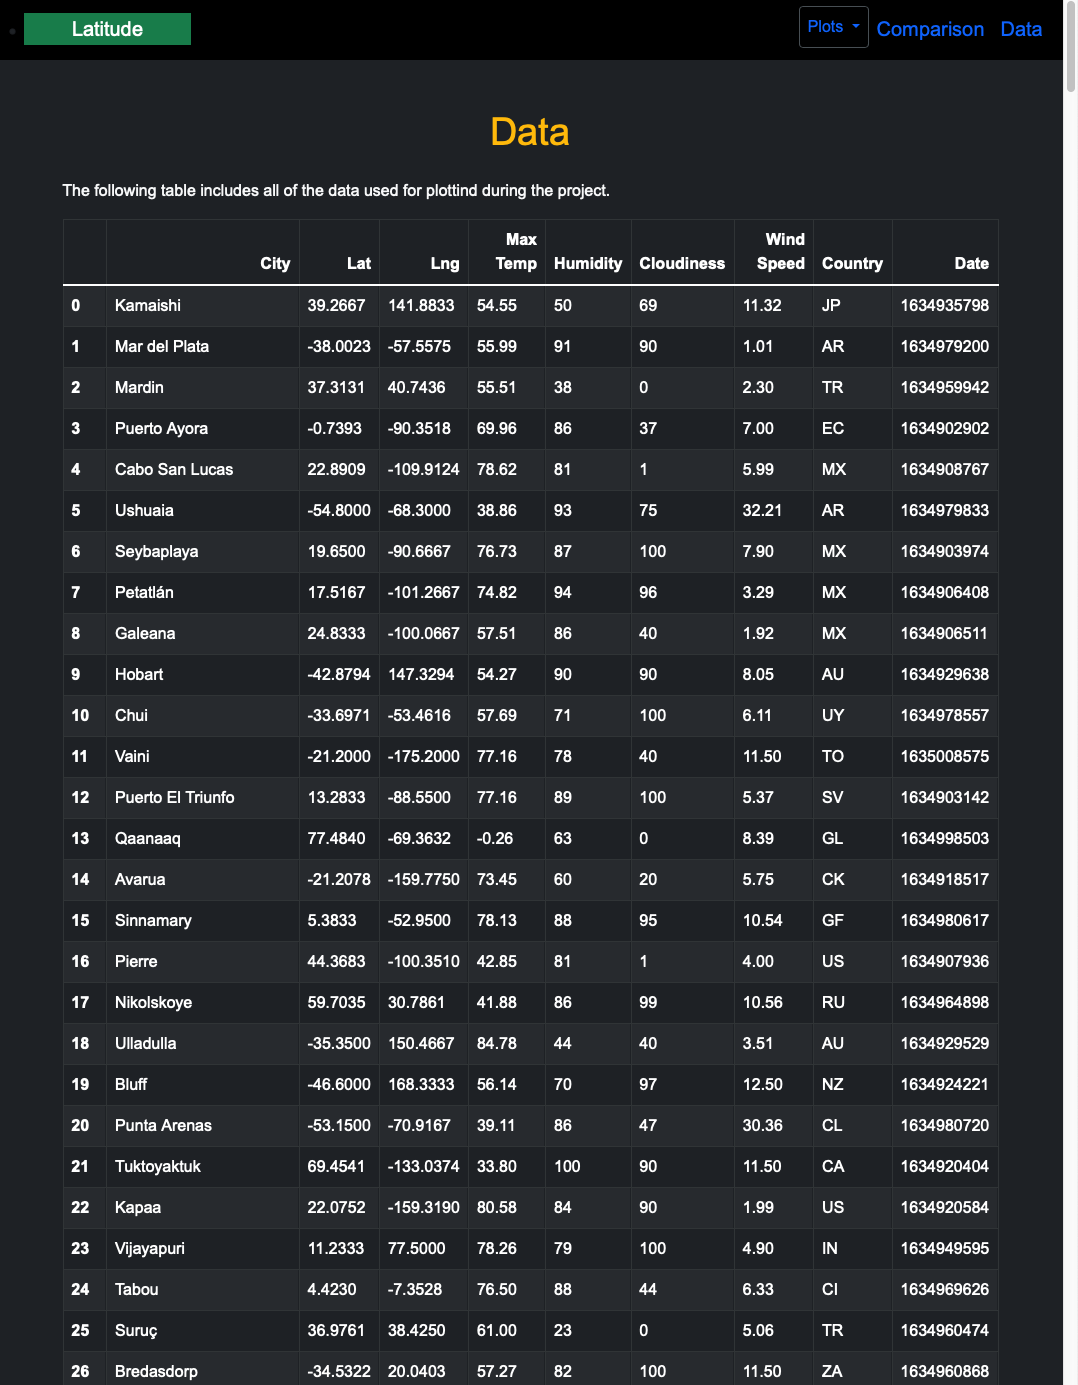 Latitude
Plots Comparison Data
Data
The following table includes all of the data used for plottind during the project.
City Lat Lng Max Temp Humidity Cloudiness Wind Speed Country Date
0 Kamaishi 39.2667 141.8833 54.55 50 69 11.32 JP 1634935798
1 Mar del Plata -38.0023 -57.5575 55.99 91 90 1.01 AR 1634979200
2 Mardin 37.3131 40.7436 55.51 38 0 2.30 TR 1634959942
3 Puerto Ayora -0.7393 -90.3518 69.96 86 37 7.00 EC 1634902902
4 Cabo San Lucas 22.8909 -109.9124 78.62 81 1 5.99 MX 1634908767
5 Ushuaia -54.8000 -68.3000 38.86 93 75 32.21 AR 1634979833
6 Seybaplaya 19.6500 -90.6667 76.73 87 100 7.90 MX 1634903974
7 Petatlán 17.5167 -101.2667 74.82 94 96 3.29 MX 1634906408
8 Galeana 24.8333 -100.0667 57.51 86 40 1.92 MX 1634906511
9 Hobart -42.8794 147.3294 54.27 90 90 8.05 AU 1634929638
10 Chui -33.6971 -53.4616 57.69 71 100 6.11 UY 1634978557
11 Vaini -21.2000 -175.2000 77.16 78 40 11.50 TO 1635008575
12 Puerto El Triunfo 13.2833 -88.5500 77.16 89 100 5.37 SV 1634903142
13 Qaanaaq 77.4840 -69.3632 -0.26 63 0 8.39 GL 1634998503
14 Avarua -21.2078 -159.7750 73.45 60 20 5.75 CK 1634918517
15 Sinnamary 5.3833 -52.9500 78.13 88 95 10.54 GF 1634980617
16 Pierre 44.3683 -100.3510 42.85 81 1 4.00 US 1634907936
17 Nikolskoye 59.7035 30.7861 41.88 86 99 10.56 RU 1634964898
18 Ulladulla -35.3500 150.4667 84.78 44 40 3.51 AU 1634929529
19 Bluff -46.6000 168.3333 56.14 70 97 12.50 NZ 1634924221
20 Punta Arenas -53.1500 -70.9167 39.11 86 47 30.36 CL 1634980720
21 Tuktoyaktuk 69.4541 -133.0374 33.80 100 90 11.50 CA 1634920404
22 Kapaa 22.0752 -159.3190 80.58 84 90 1.99 US 1634920584
23 Vijayapuri 11.2333 77.5000 78.26 79 100 4.90 IN 1634949595
24 Tabou 4.4230 -7.3528 76.50 88 44 6.33 CI 1634969626
25 Suruç 36.9761 38.4250 61.00 23 0 5.06 TR 1634960474
26 Bredasdorp -34.5322 20.0403 57.27 82 100 11.50 ZA 1634960868